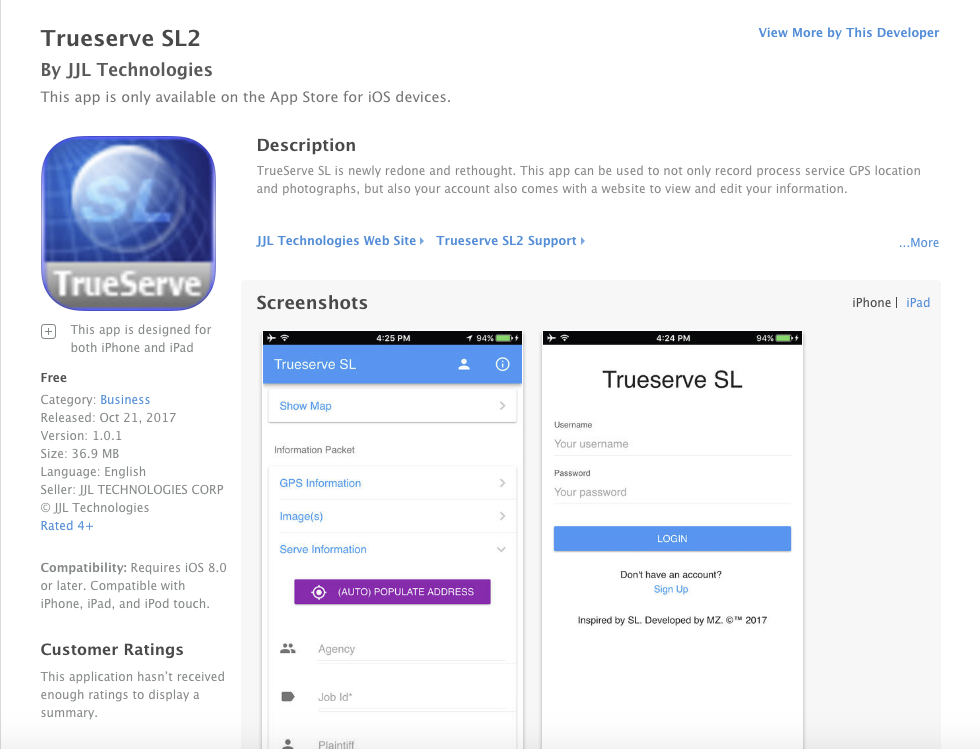 Trueserve SL2
View More by This Developer
By JJL Technologies
This app is only available on the App Store for iOS devices.
SL
TrueServe
Description
TrueServe SL is newly redone and rethought. This app can be used to not only record process service GPS location
and photographs, but also your account also comes with a website to view and edit your information.
JJL Technologies Web Site
Trueserve SL2 Support
...More
This app is designed for
both iPhone and iPad
Free
Category: Business
Released: Oct 21, 2017
Version: 1.0.1
Size: 36.9 MB
Language: English
Seller: JJL TECHNOLOGIES CORP
© JJL Technologies
Rated 4+
Compatibility: Requires iOS 8.0
or later. Compatible with
iPhone, iPad, and iPod touch.
Customer Ratings
This application hasn't received
enough ratings to display a
summary.
Screenshots
iPhone | iPad
4:25 PM
94%
Trueserve SL
Show Map
Information Packet
GPS Information
Image(s)
Serve Information
(AUTO) POPULATE ADDRESS
Agency
Job Id*
Plaintiff
4:24 PM
94%
Trueserve SL
Username
Your username
Password
Your password
LOGIN
Don't have an account?
Sign Up
Inspired by SL. Developed by MZ. ©™ 2017